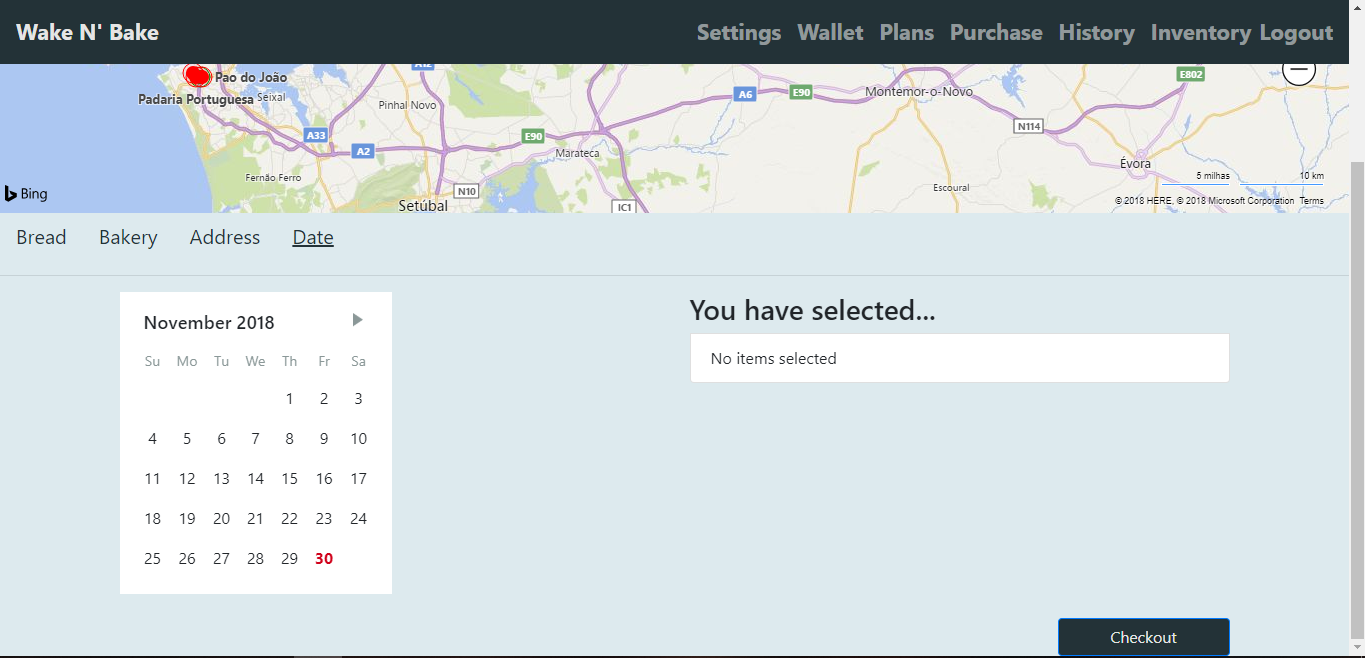 Wake N' Bake
Settings Wallet Plans Purchase History Inventory Logout
A12
E802
Pao do João
Padaria Portuguesa Seixal
Pinhal Novo
A6
E90
Montemor-o-Novo
A33
E90
N114
A2
Marateca
Évora
Fernão Ferro
5 milhas
10 km
Bing
N10
Escoural
Setúbal
IC1
© 2018 HERE, © 2018 Microsoft Corporation Terms
Bread Bakery Address Date
November 2018
Su Mo Tu We Th Fr Sa
1 2 3
4 5 6 7 8 9 10
11 12 13 14 15 16 17
18 19 20 21 22 23 24
25 26 27 28 29 30
You have selected...
No items selected
Checkout